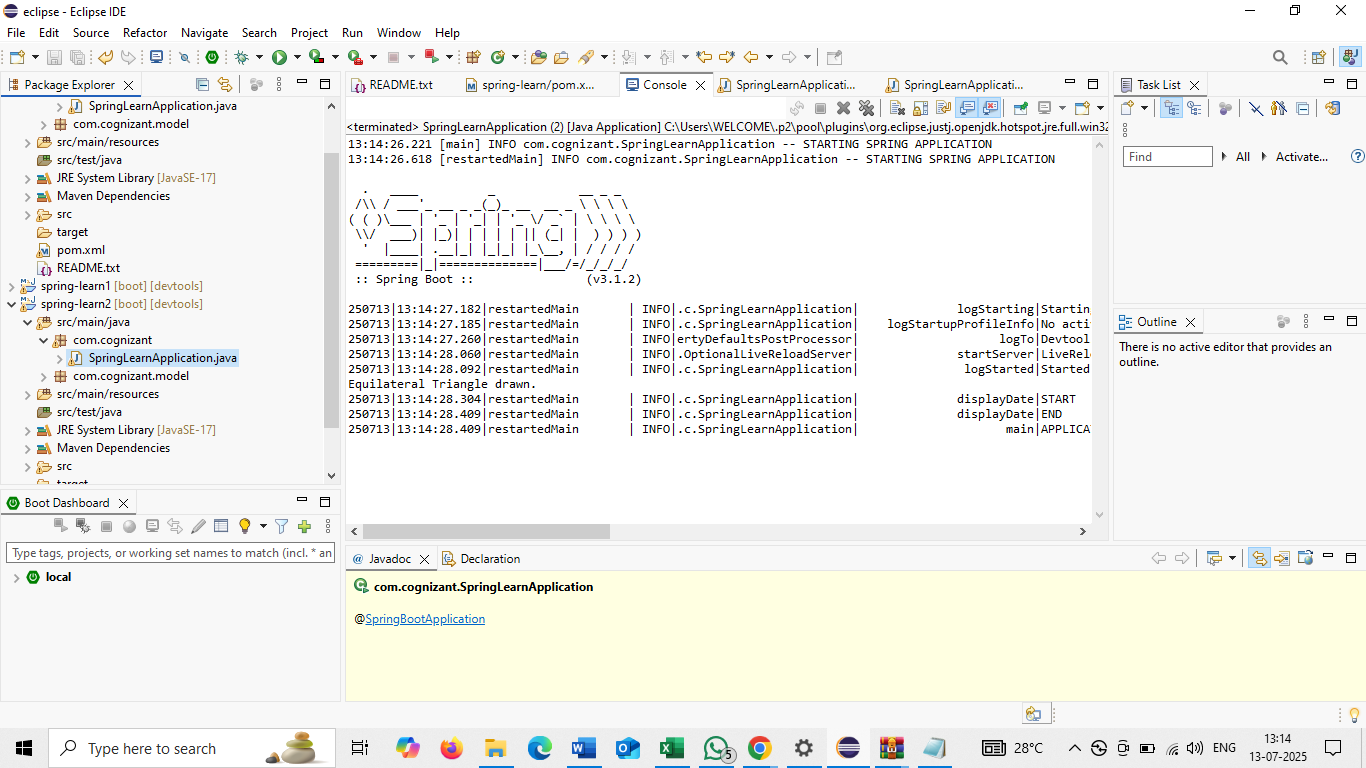 eclipse - Eclipse IDE
File Edit Source Refactor Navigate Search Project Run Window Help
Package Explorer
SpringLearnApplication.java
com.cognizant.model
src/main/resources
src/test/java
JRE System Library [JavaSE-17]
Maven Dependencies
src
target
pom.xml
README.txt
spring-learn1 [boot] [devtools]
spring-learn2 [boot] [devtools]
src/main/java
com.cognizant
SpringLearnApplication.java
com.cognizant.model
src/main/resources
src/test/java
JRE System Library [JavaSE-17]
Maven Dependencies
src
target
Boot Dashboard
Type tags, projects, or working set names to match (incl. * an
local
README.txt spring-learn/pom.x... Console SpringLearnApplicati... SpringLearnApplicati...
<terminated> SpringLearnApplication (2) [Java Application] C:\Users\WELCOME\.p2\pool\plugins\org.eclipse.justj.openjdk.hotspot.jre.full.win32
13:14:26.221 [main] INFO com.cognizant.SpringLearnApplication -- STARTING SPRING APPLICATION
13:14:26.618 [restartedMain] INFO com.cognizant.SpringLearnApplication -- STARTING SPRING APPLICATION
Spring
:: Spring Boot :: (v3.1.2)
250713|13:14:27.182|restartedMain | INFO|.c.SpringLearnApplication| logStarting|Starting
250713|13:14:27.185|restartedMain | INFO|.c.SpringLearnApplication| logStartupProfileInfo|No acti
250713|13:14:27.260|restartedMain | INFO|ertyDefaultsPostProcessor| logTo|Devtool
250713|13:14:28.060|restartedMain | INFO|.OptionalLiveReloadServer| startServer|LiveRel
250713|13:14:28.092|restartedMain | INFO|.c.SpringLearnApplication| logStarted|Started
Equilateral Triangle drawn.
250713|13:14:28.304|restartedMain | INFO|.c.SpringLearnApplication| displayDate|START
250713|13:14:28.409|restartedMain | INFO|.c.SpringLearnApplication| displayDate|END
250713|13:14:28.409|restartedMain | INFO|.c.SpringLearnApplication| main|APPLICA
Javadoc Declaration
com.cognizant.SpringLearnApplication
@SpringBootApplication
Task List
Find All Activate...
Outline
There is no active editor that provides an
outline.
Type here to search
5
28°C
ENG
13:14
13-07-2025